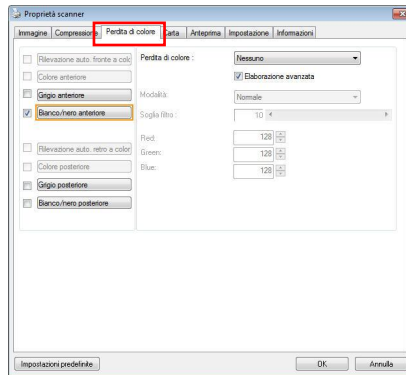 Proprietà scanner
Immagine Compressione Perdita di colore Carta Anteprima Impostazione Informazioni
Rilevazione auto. fronte a colo
Colore anteriore
Grigio anteriore
Bianco/nero anteriore
Rilevazione auto. retro a color
Colore posteriore
Grigio posteriore
Bianco/nero posteriore
Perdita di colore : Nessuno
Elaborazione avanzata
Modalità: Normale
Soglia filtro : 10
Red: 128
Green: 128
Blue: 128
Impostazioni predefinite OK Annulla